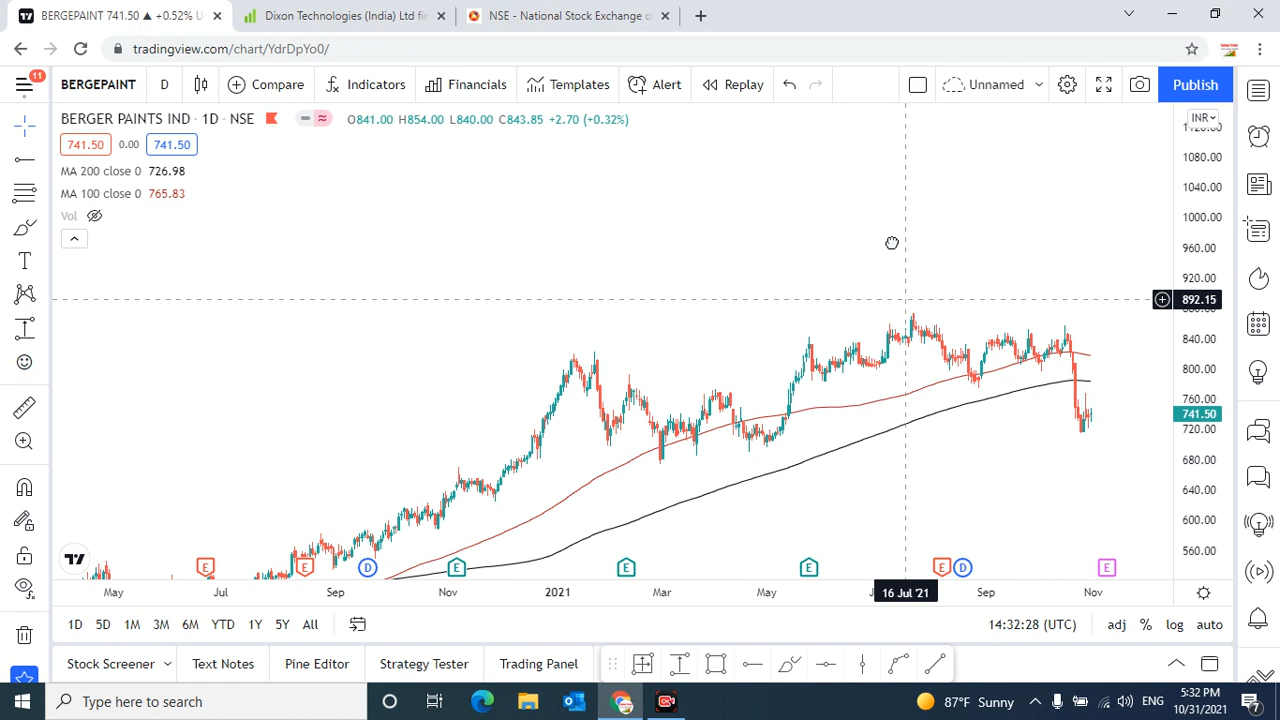 BERGEPAINT 741.50 ▲ +0.52% U
Dixon Technologies (India) Ltd fin
NSE - National Stock Exchange o
tradingview.com/chart/YdrDpYo0/
11
BERGEPAINT D Compare Indicators Financials Templates Alert Replay Unnamed Publish
BERGER PAINTS IND · 1D · NSE O841.00 H854.00 L840.00 C843.85 +2.70 (+0.32%)
INR
741.50 0.00 741.50
MA 200 close 0 726.98
MA 100 close 0 765.83
Vol
1120.00
1080.00
1040.00
1000.00
960.00
920.00
892.15
840.00
800.00
760.00
741.50
720.00
680.00
640.00
600.00
560.00
E E D E E E E D E
May Jul Sep Nov 2021 Mar May 16 Jul '21 Sep Nov
1D 5D 1M 3M 6M YTD 1Y 5Y All 14:32:28 (UTC) adj % log auto
Stock Screener Text Notes Pine Editor Strategy Tester Trading Panel
Type here to search
87°F Sunny
ENG
5:32 PM
10/31/2021
7